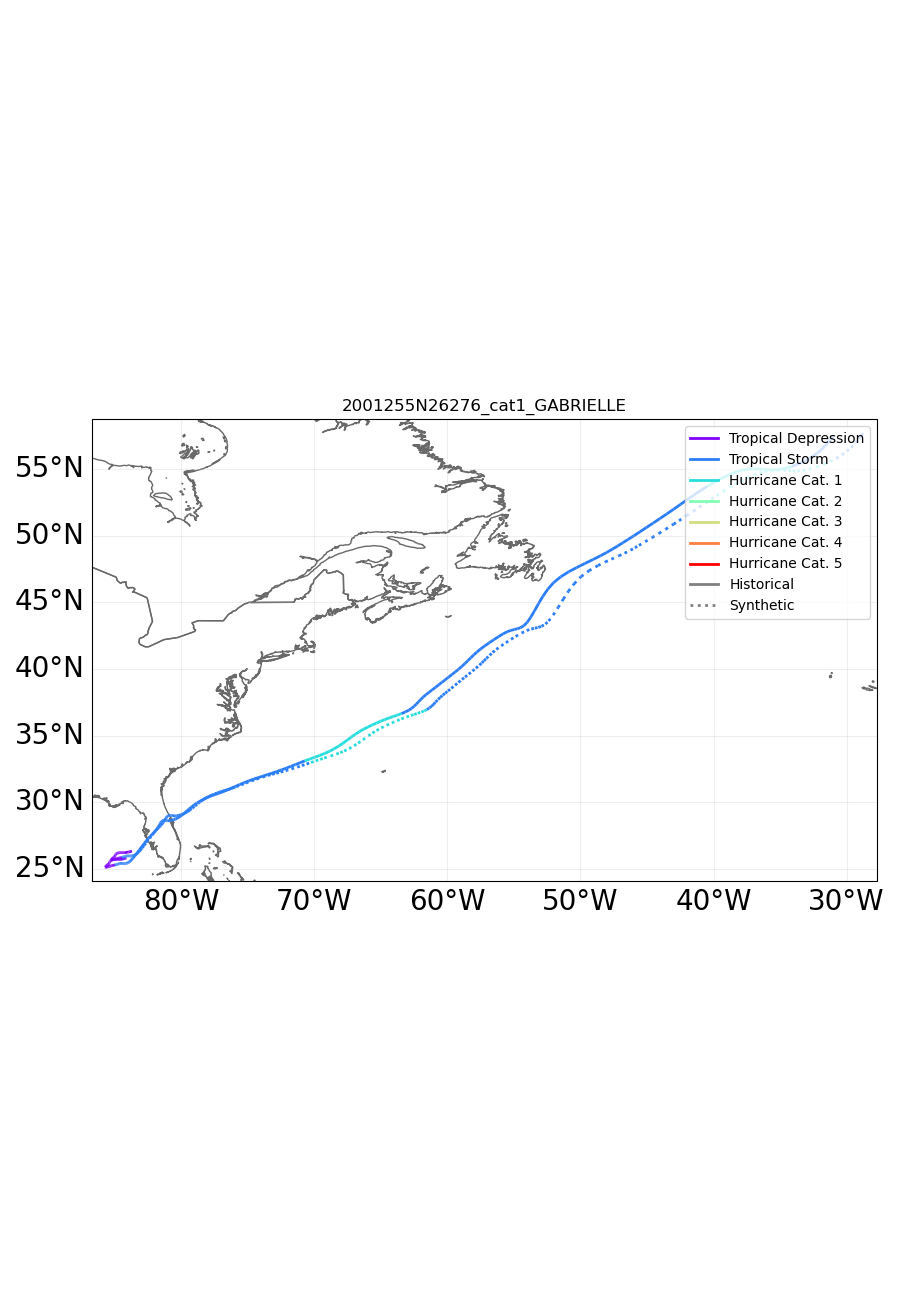 2001255N26276_cat1_GABRIELLE
Tropical Depression
Tropical Storm
Hurricane Cat. 1
Hurricane Cat. 2
Hurricane Cat. 3
Hurricane Cat. 4
Hurricane Cat. 5
Historical
Synthetic
55°N
50°N
45°N
40°N
35°N
30°N
25°N
80°W 70°W 60°W 50°W 40°W 30°W